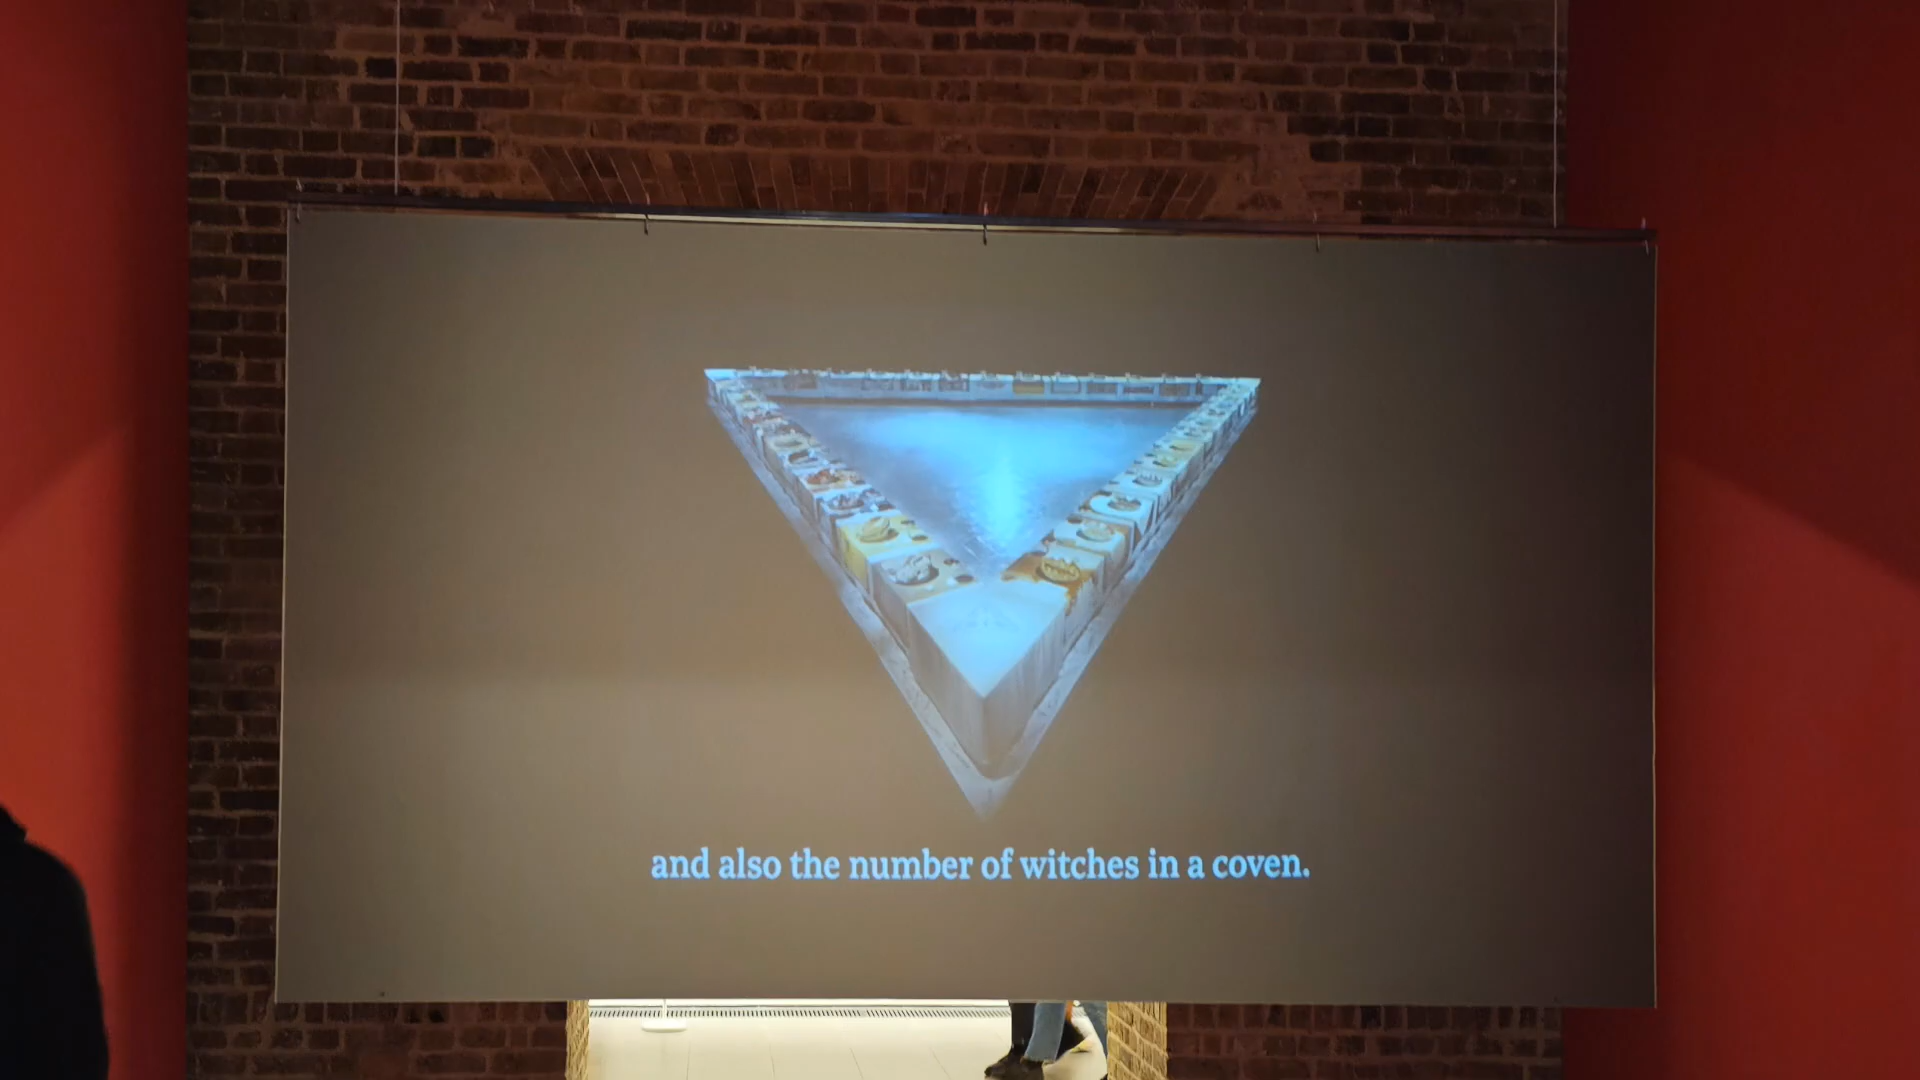 and also the number of witches in a coven.